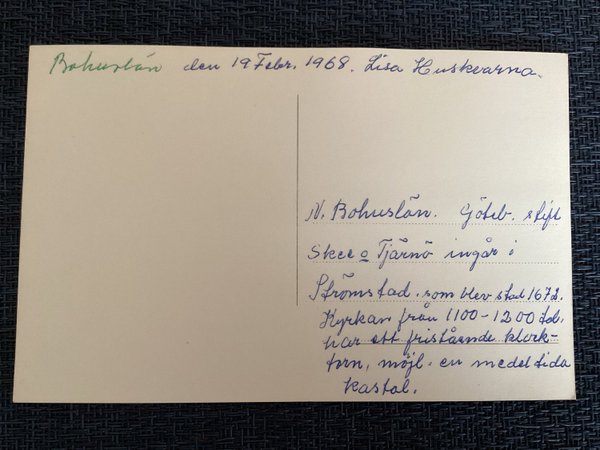 Bohuslän den 19 Febr. 1968. Lisa Huskvarna.
N. Bohuslän. Göteb. stift
Skee o Tjärnö ingår i
Strömstad. som blev stad 1672.
Kyrkan från 1100-1200 td.
har ett fristående klock-
torn, möjl. en medeltida
kastal.